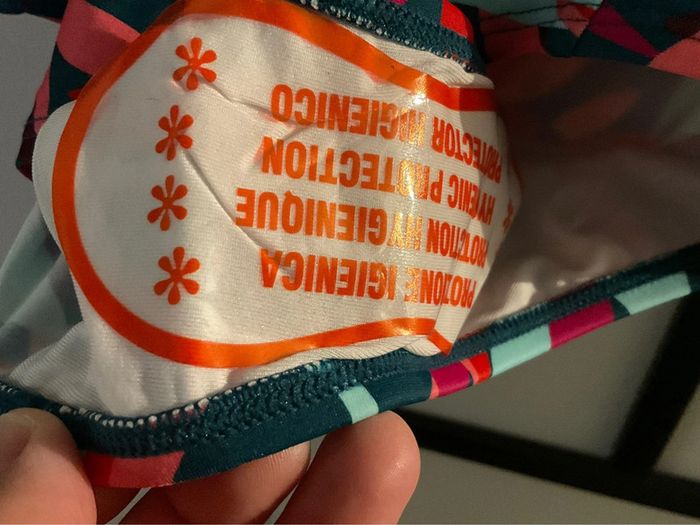 PROTEZIONE IGIENICA
PROTECTION HYGIENIQUE
HYGIENIC PROTECTION
PROTECTOR HIGIENICO